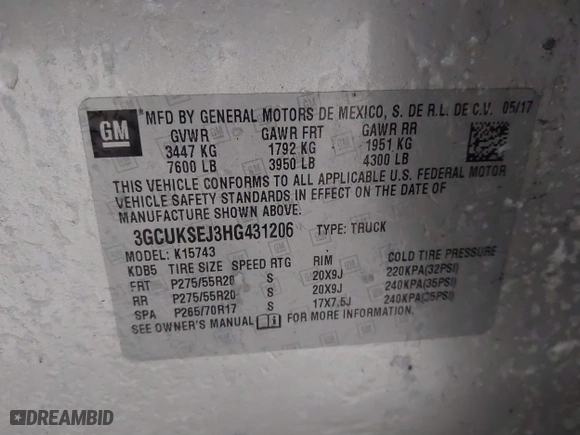 GM
*MFD BY GENERAL MOTORS DE MEXICO, S. DE R.L. DE C.V. 05/17
GVWR GAWR FRT GAWR RR
3447 KG 1792 KG 1951 KG
7600 LB 3950 LB 4300 LB
THIS VEHICLE CONFORMS TO ALL APPLICABLE U.S. FEDERAL MOTOR
VEHICLE SAFETY STANDARDS IN EFFECT ON THE DATE OF
MANUFACTURE SHOWN ABOVE.
3GCUKSEJ3HG431206 TYPE: TRUCK
MODEL: K15743
KDB5 TIRE SIZE SPEED RTG RIM COLD TIRE PRESSURE
FRT P275/55R20 S 20X9J 220KPA(32PSI)
RR P275/55R20 S 20X9J 240KPA(35PSI)
SPA P265/70R17 S 17X7.5J 240KPA(35PSI)
SEE OWNER'S MANUAL FOR MORE INFORMATION.
DREAMBID